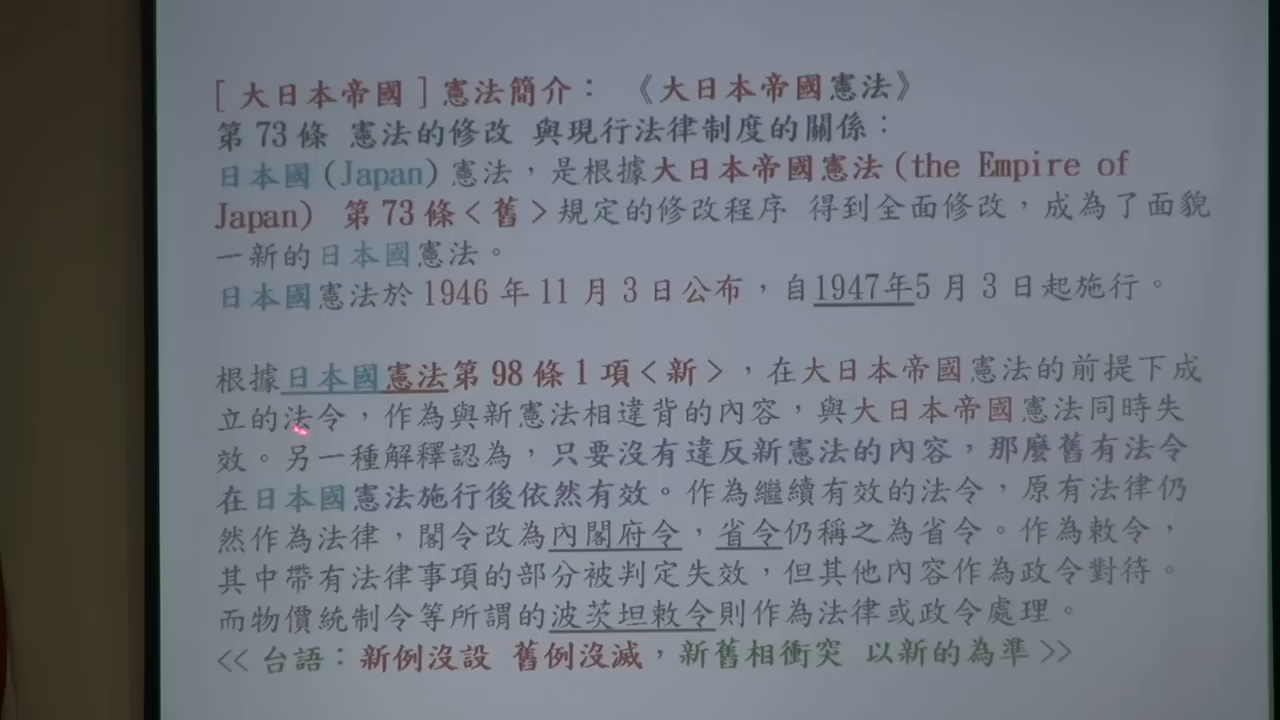 [ 大日本帝國 ] 憲法簡介： 《大日本帝國憲法》
第 73 條 憲法的修改 與現行法律制度的關係：
日本國 (Japan) 憲法，是根據大日本帝國憲法 (the Empire of
Japan) 第 73 條 < 舊 > 規定的修改程序 得到全面修改，成為了面貌
一新的日本國憲法。
日本國憲法於 1946 年 11 月 3 日公布，自1947年5 月 3 日起施行。
根據日本國憲法第 98 條 1 項 < 新 > ，在大日本帝國憲法的前提下成
立的法令，作為與新憲法相違背的內容，與大日本帝國憲法同時失
效。另一種解釋認為，只要沒有違反新憲法的內容，那麼舊有法令
在日本國憲法施行後依然有效。作為繼續有效的法令，原有法律仍
然作為法律，閣令改為內閣府令，省令仍稱之為省令。作為敕令，
其中帶有法律事項的部分被判定失效，但其他內容作為政令對待。
而物價統制令等所謂的波茨坦敕令則作為法律或政令處理。
<< 台語：新例沒設 舊例沒滅，新舊相衝突 以新的為準 >>